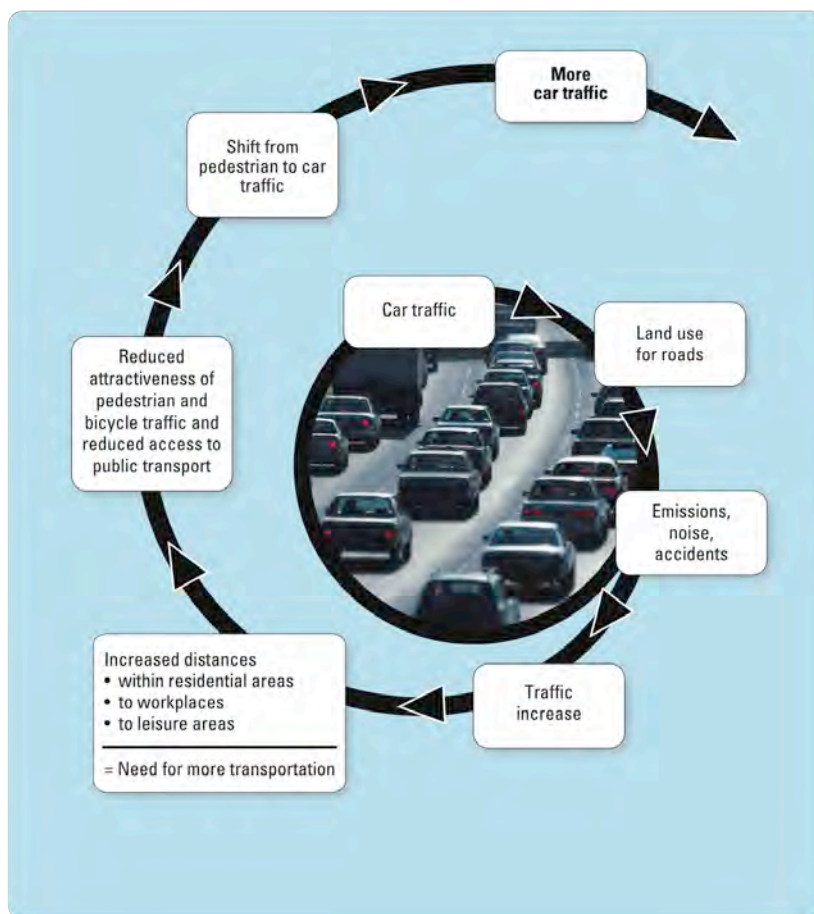 More
car traffic
Shift from
pedestrian to car
traffic
Car traffic
Land use
for roads
Reduced
attractiveness of
pedestrian and
bicycle traffic and
reduced access to
public transport
Emissions,
noise,
accidents
Increased distances
• within residential areas
• to workplaces
• to leisure areas
= Need for more transportation
Traffic
increase